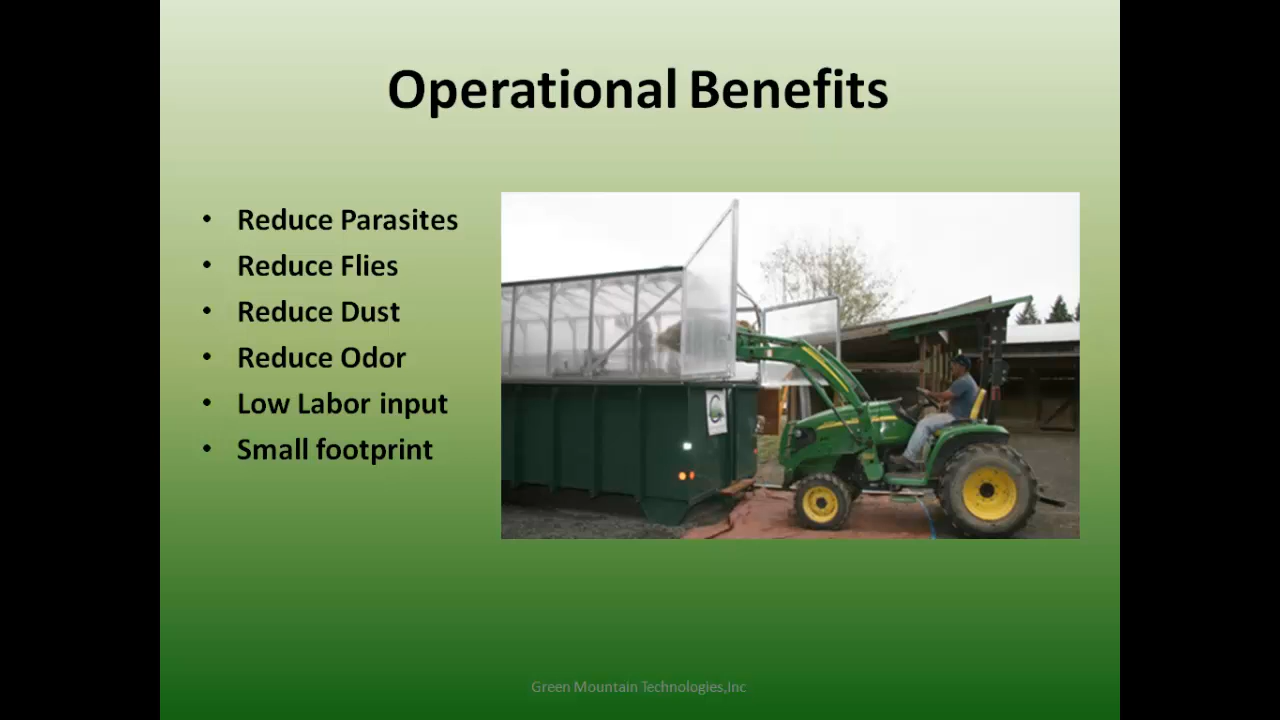 Operational Benefits
• Reduce Parasites
• Reduce Flies
• Reduce Dust
• Reduce Odor
• Low Labor input
• Small footprint
Green Mountain Technologies,Inc